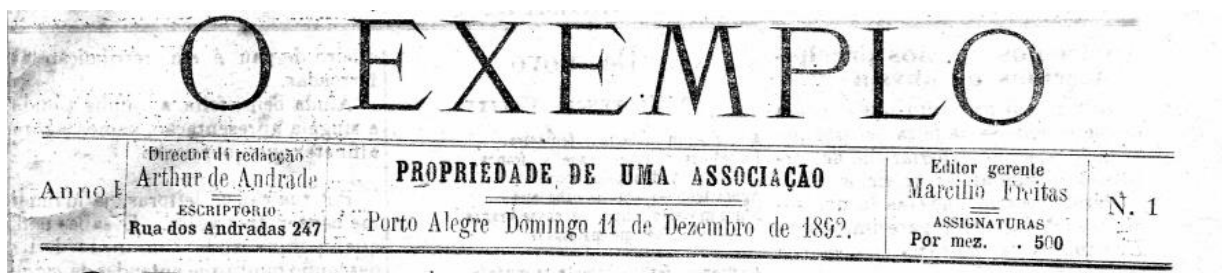 O EXEMPLO
Anno I
Director da redacção
Arthur de Andrade
ESCRIPTORIO
Rua dos Andradas 247
PROPRIEDADE DE UMA ASSOCIAÇÃO
Porto Alegre Domingo 11 de Dezembro de 1892.
Editor gerente
Marcilio Freitas
ASSIGNATURAS
Por mez. . 500
N. 1